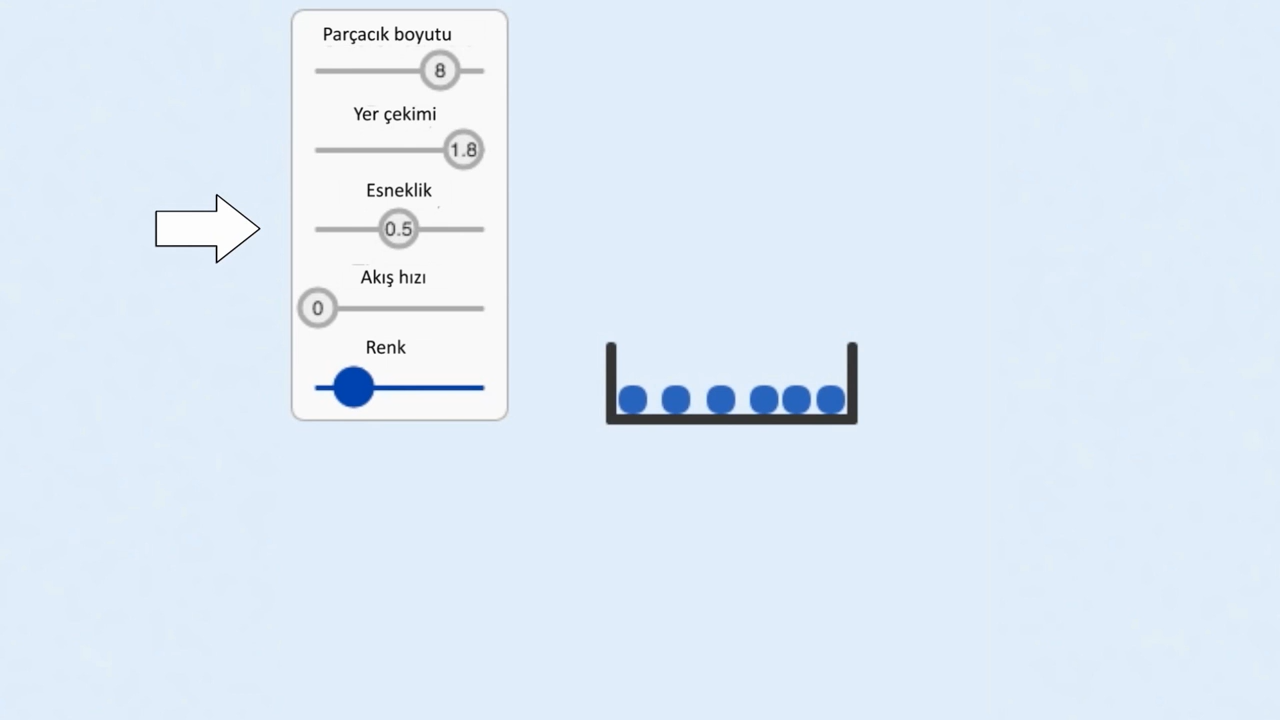 Parçacık boyutu
8
Yer çekimi
1.8
Esneklik
0.5
Akış hızı
0
Renk